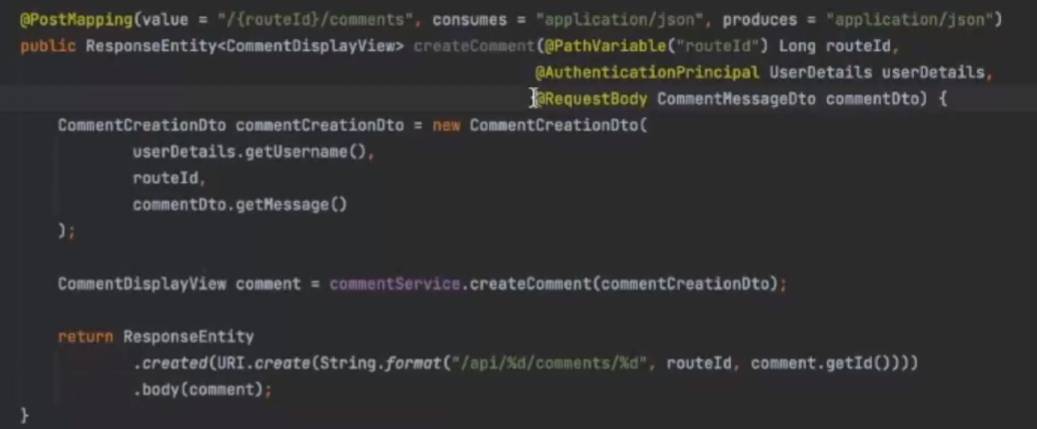 @PostMapping(value = "/{routeId}/comments", consumes = "application/json", produces = "application/json")
public ResponseEntity<CommentDisplayView> createComment(@PathVariable("routeId") Long routeId,
@AuthenticationPrincipal UserDetails userDetails,
@RequestBody CommentMessageDto commentDto) {
CommentCreationDto commentCreationDto = new CommentCreationDto(
userDetails.getUsername(),
routeId,
commentDto.getMessage()
);
CommentDisplayView comment = commentService.createComment(commentCreationDto);
return ResponseEntity
.created(URI.create(String.format("/api/%d/comments/%d", routeId, comment.getId())))
.body(comment);
}